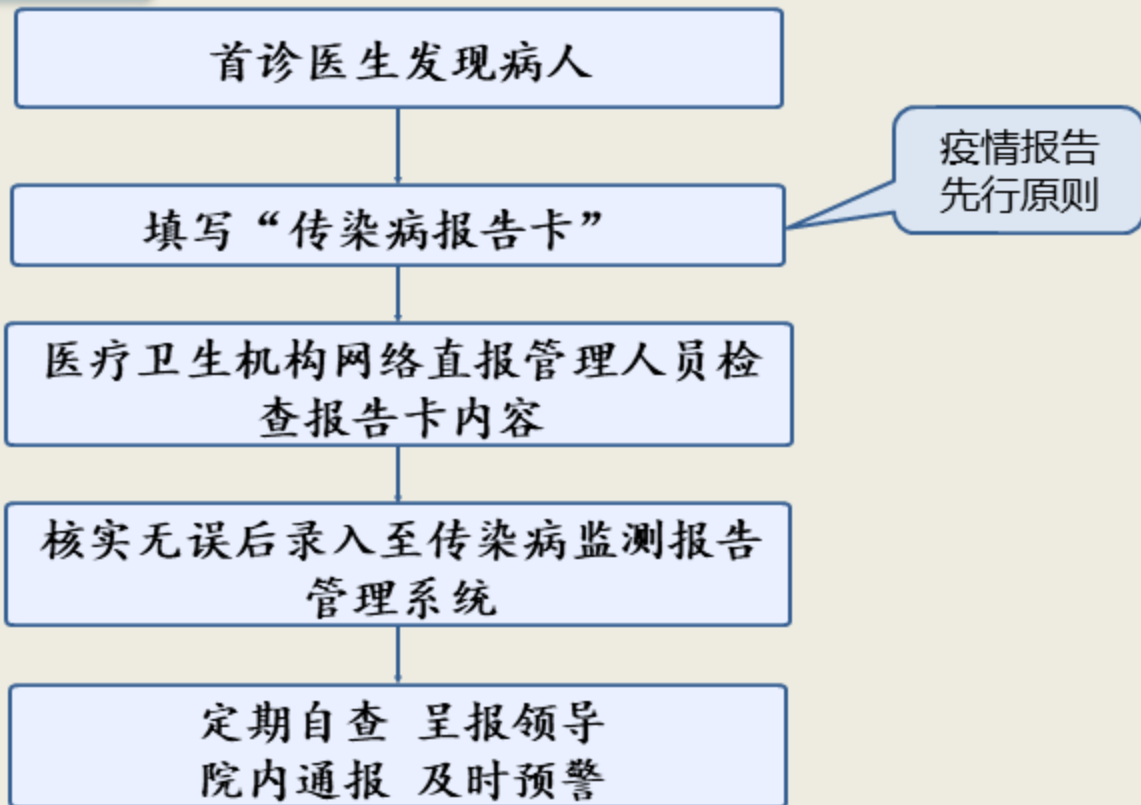 首诊医生发现病人
疫情报告
先行原则
填写“传染病报告卡”
医疗卫生机构网络直报管理人员检
查报告卡内容
核实无误后录入至传染病监测报告
管理系统
定期自查 呈报领导
院内通报 及时预警